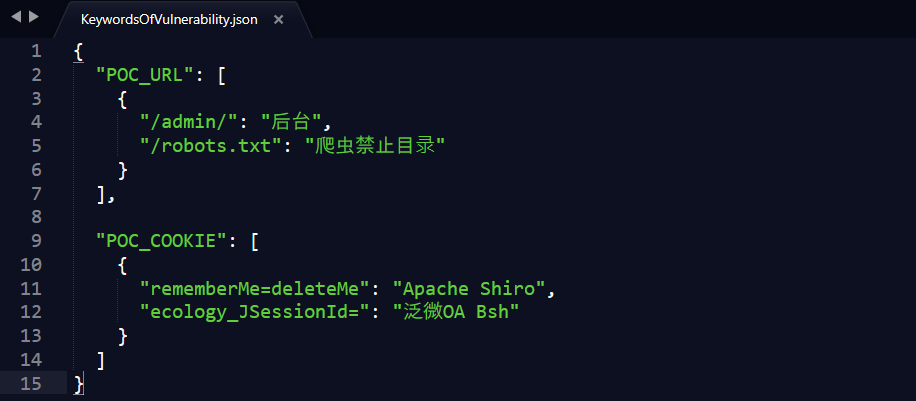 KeywordsOfVulnerability.json ×
1 {
2 "POC_URL": [
3 {
4 "/admin/": "后台",
5 "/robots.txt": "爬虫禁止目录"
6 }
7 ],
8
9 "POC_COOKIE": [
10 {
11 "rememberMe=deleteMe": "Apache Shiro",
12 "ecology_JSessionId=": "泛微OA Bsh"
13 }
14 ]
15 }